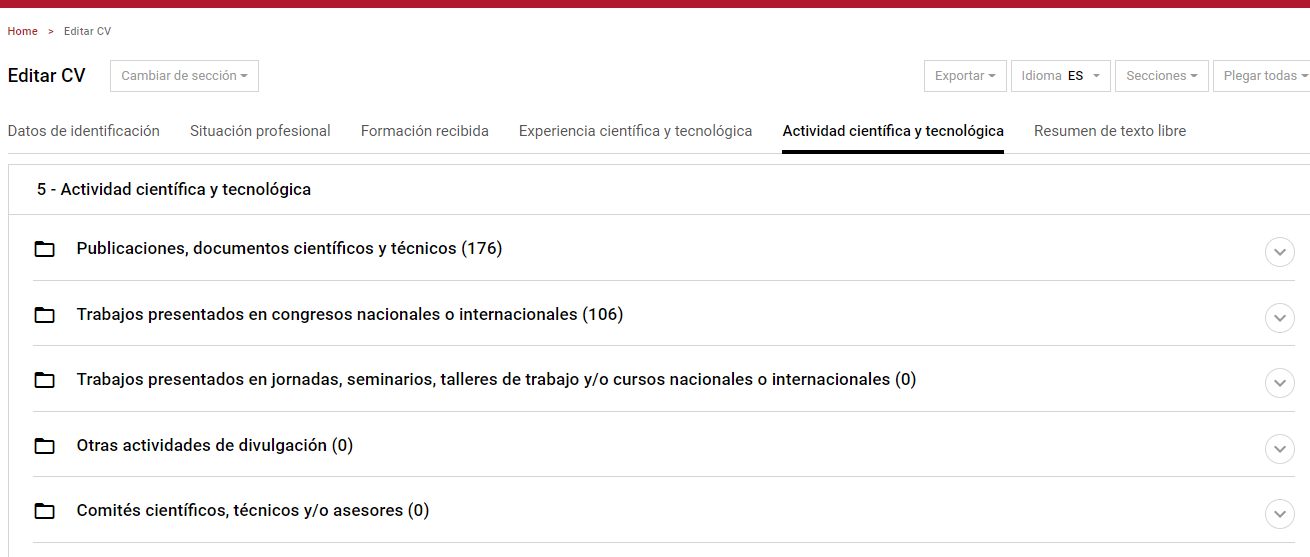 Home > Editar CV
Editar CV Cambiar de sección Exportar Idioma ES Secciones Plegar todas
Datos de identificación Situación profesional Formación recibida Experiencia científica y tecnológica Actividad científica y tecnológica Resumen de texto libre
5 - Actividad científica y tecnológica
Publicaciones, documentos científicos y técnicos (176)
Trabajos presentados en congresos nacionales o internacionales (106)
Trabajos presentados en jornadas, seminarios, talleres de trabajo y/o cursos nacionales o internacionales (0)
Otras actividades de divulgación (0)
Comités científicos, técnicos y/o asesores (0)